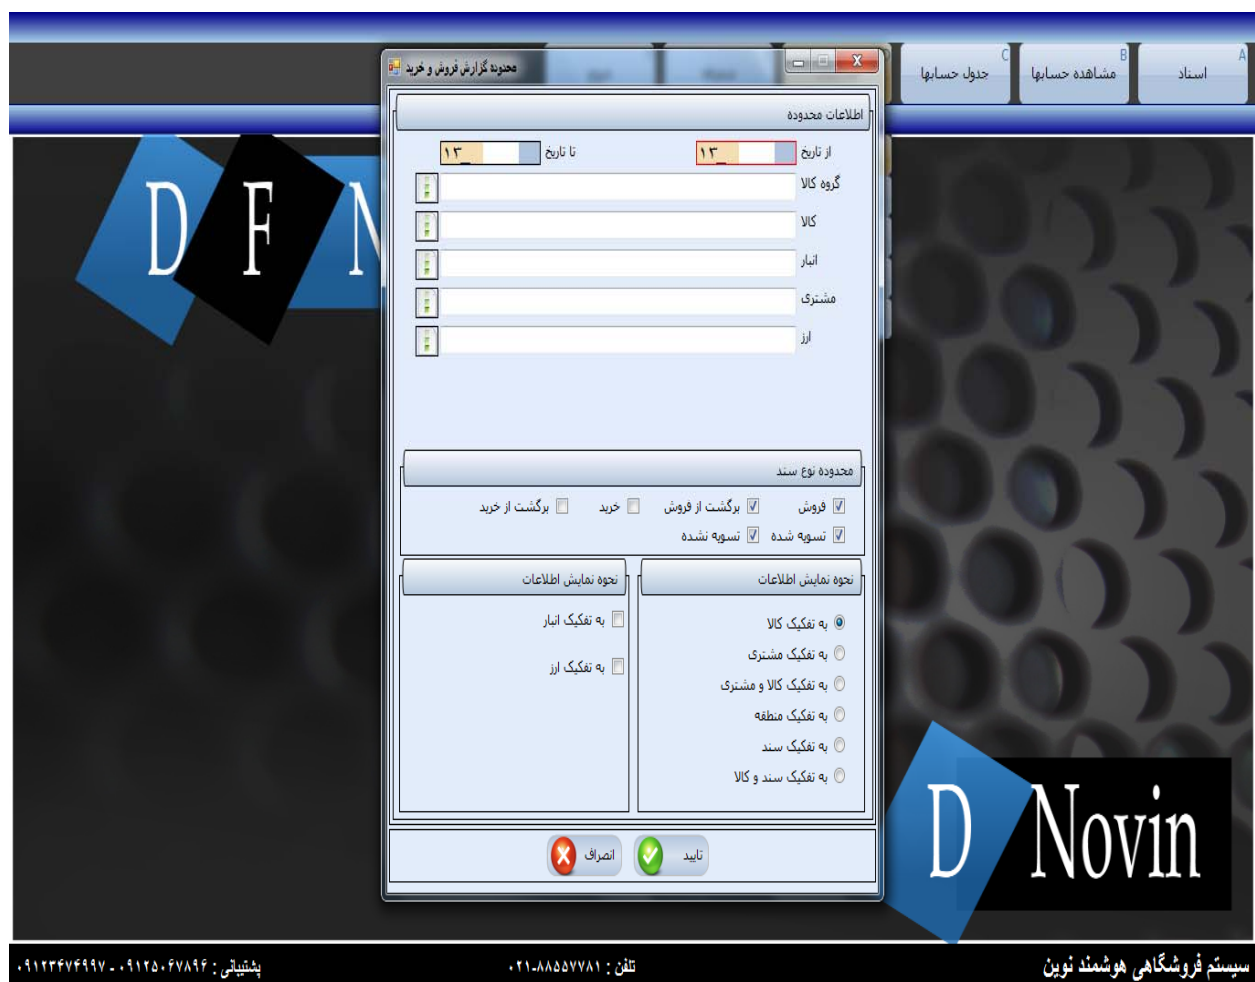 محدوده گزارش فروش و خرید
A
اسناد
B
مشاهده حسابها
C
جدول حسابها
اطلاعات محدوده
از تاریخ ۱۳_ تا تاریخ ۱۳_
گروه کالا
کالا
انبار
مشتری
ارز
محدوده نوع سند
فروش برگشت از فروش خرید برگشت از خرید
تسویه شده تسویه نشده
نحوه نمایش اطلاعات
به تفکیک کالا
به تفکیک مشتری
به تفکیک کالا و مشتری
به تفکیک منطقه
به تفکیک سند
به تفکیک سند و کالا
نحوه نمایش اطلاعات
به تفکیک انبار
به تفکیک ارز
تایید انصراف
D F N
D Novin
سیستم فروشگاهی هوشمند نوین
تلفن : ۸۸۵۵۷۷۸۱-۰۲۱
پشتیبانی : ۰۹۱۲۵۰۶۷۸۹۶ - ۰۹۱۲۳۴۷۴۹۹۷